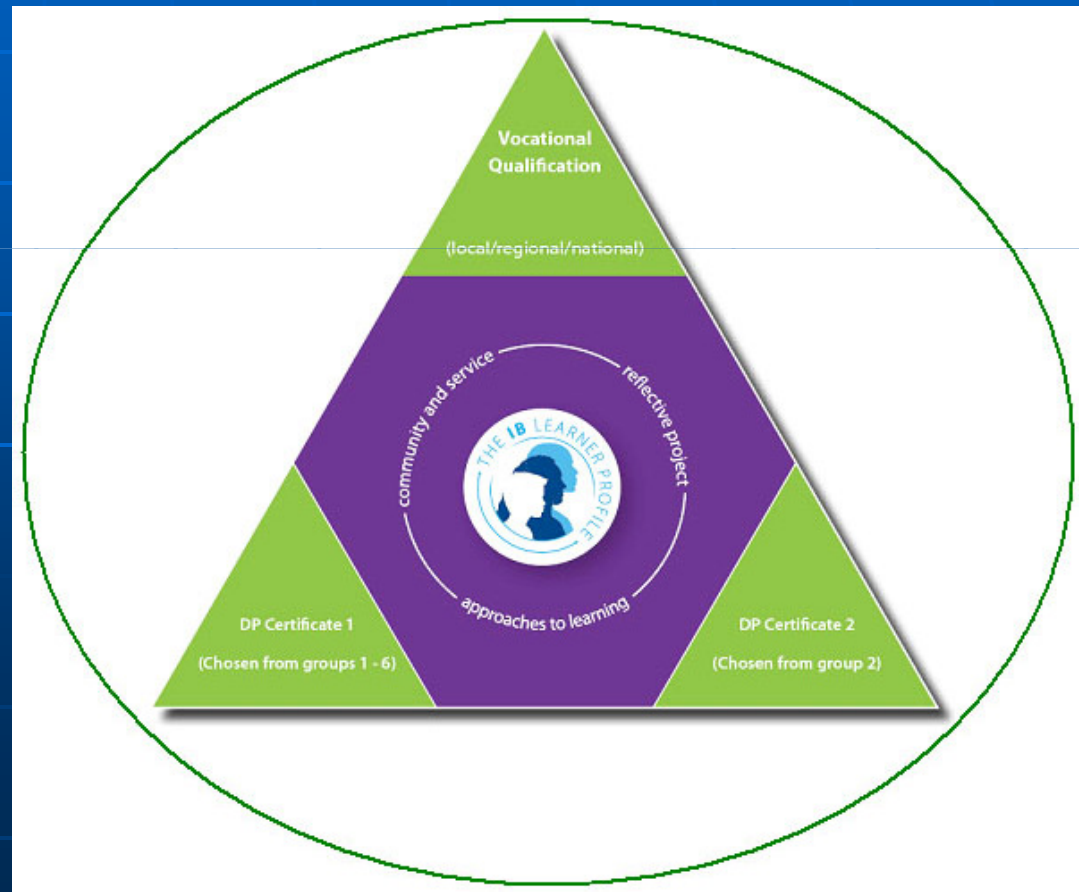 Vocational
Qualification
(local/regional/national)
community and service
reflective project
THE IB LEARNER PROFILE
approaches to learning
DP Certificate 1
(Chosen from groups 1 - 6)
DP Certificate 2
(Chosen from group 2)